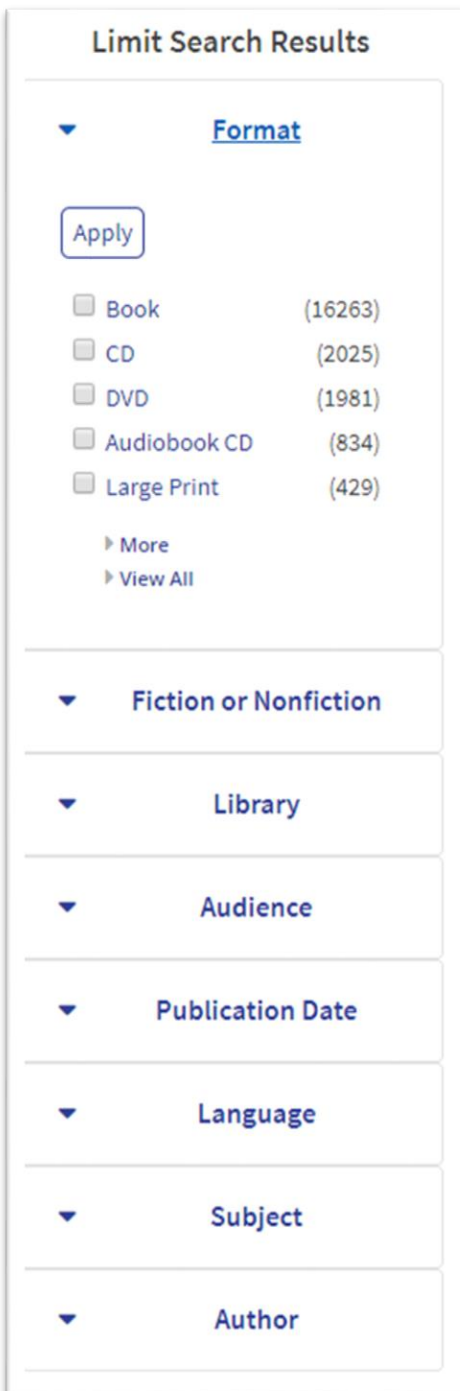 Limit Search Results
Format
Apply
Book (16263)
CD (2025)
DVD (1981)
Audiobook CD (834)
Large Print (429)
More
View All
Fiction or Nonfiction
Library
Audience
Publication Date
Language
Subject
Author